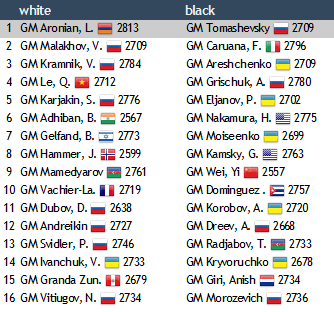 white black
1 GM Aronian, L. 2813 GM Tomashevsky 2709
2 GM Malakhov, V. 2709 GM Caruana, F. 2796
3 GM Kramnik, V. 2784 GM Areshchenko 2709
4 GM Le, Q. 2712 GM Grischuk, A. 2780
5 GM Karjakin, S. 2776 GM Eljanov, P. 2702
6 GM Adhiban, B. 2567 GM Nakamura, H. 2775
7 GM Gelfand, B. 2773 GM Moiseenko 2699
8 GM Hammer, J. 2599 GM Kamsky, G. 2763
9 GM Mamedyarov 2761 GM Wei, Yi 2557
10 GM Vachier-La. 2719 GM Dominguez . 2757
11 GM Dubov, D. 2638 GM Korobov, A. 2720
12 GM Andreikin 2727 GM Dreev, A. 2668
13 GM Svidler, P. 2746 GM Radjabov, T. 2733
14 GM Ivanchuk, V. 2733 GM Kryvoruchko 2678
15 GM Granda Zun. 2679 GM Giri, Anish 2734
16 GM Vitiugov, N. 2734 GM Morozevich 2736